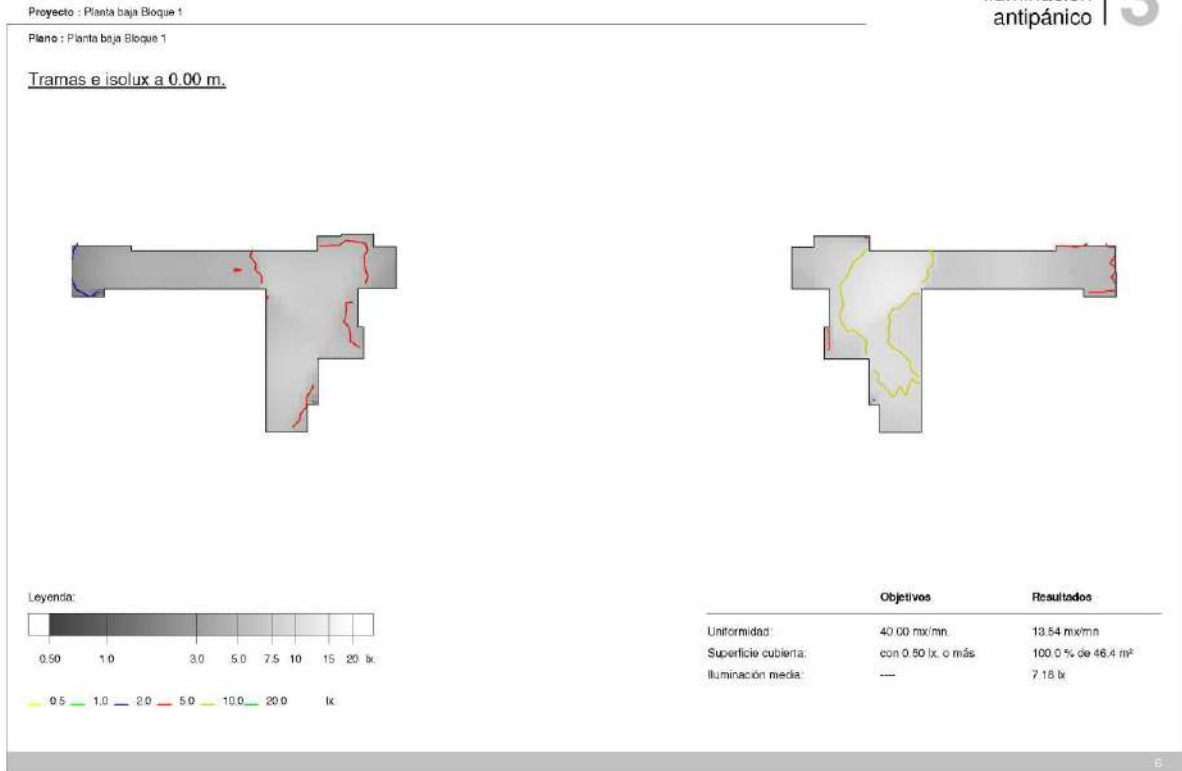 Proyecto : Planta baja Bloque 1
antipánico
3
Plano : Planta baja Bloque 1
Tramas e isolux a 0.00 m.
Leyenda:
0.50 1.0 3.0 5.0 7.5 10 15 20 lx.
0.5 1.0 2.0 5.0 10.0 20.0 lx.
Objetivos Resultados
Uniformidad: 40.00 mx/mn. 13.54 mx/mn
Superficie cubierta: con 0.50 lx. o más 100.0 % de 46.4 m²
Iluminación media: ---- 7.18 lx
6